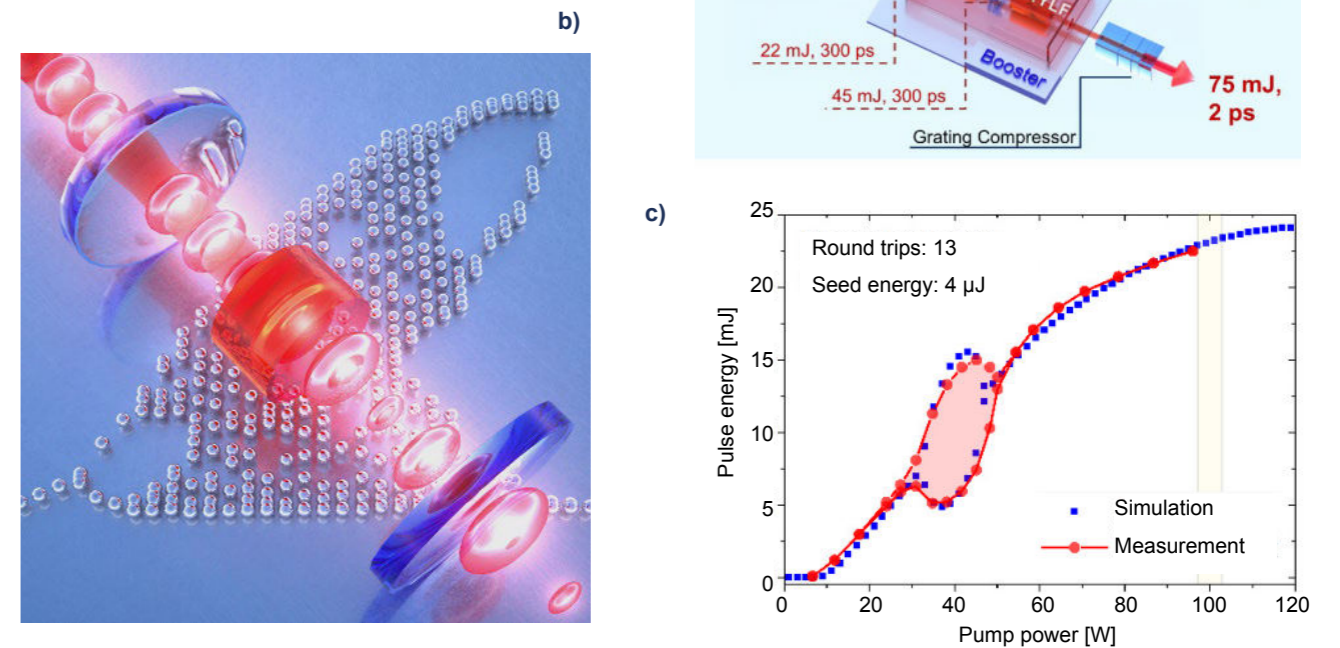 b)
YLF
22 mJ, 300 ps
Booster
45 mJ, 300 ps
75 mJ,
2 ps
Grating Compressor
c)
25
20
15
10
5
0
Pulse energy [mJ]
Round trips: 13
Seed energy: 4 µJ
Simulation
Measurement
0 20 40 60 80 100 120
Pump power [W]